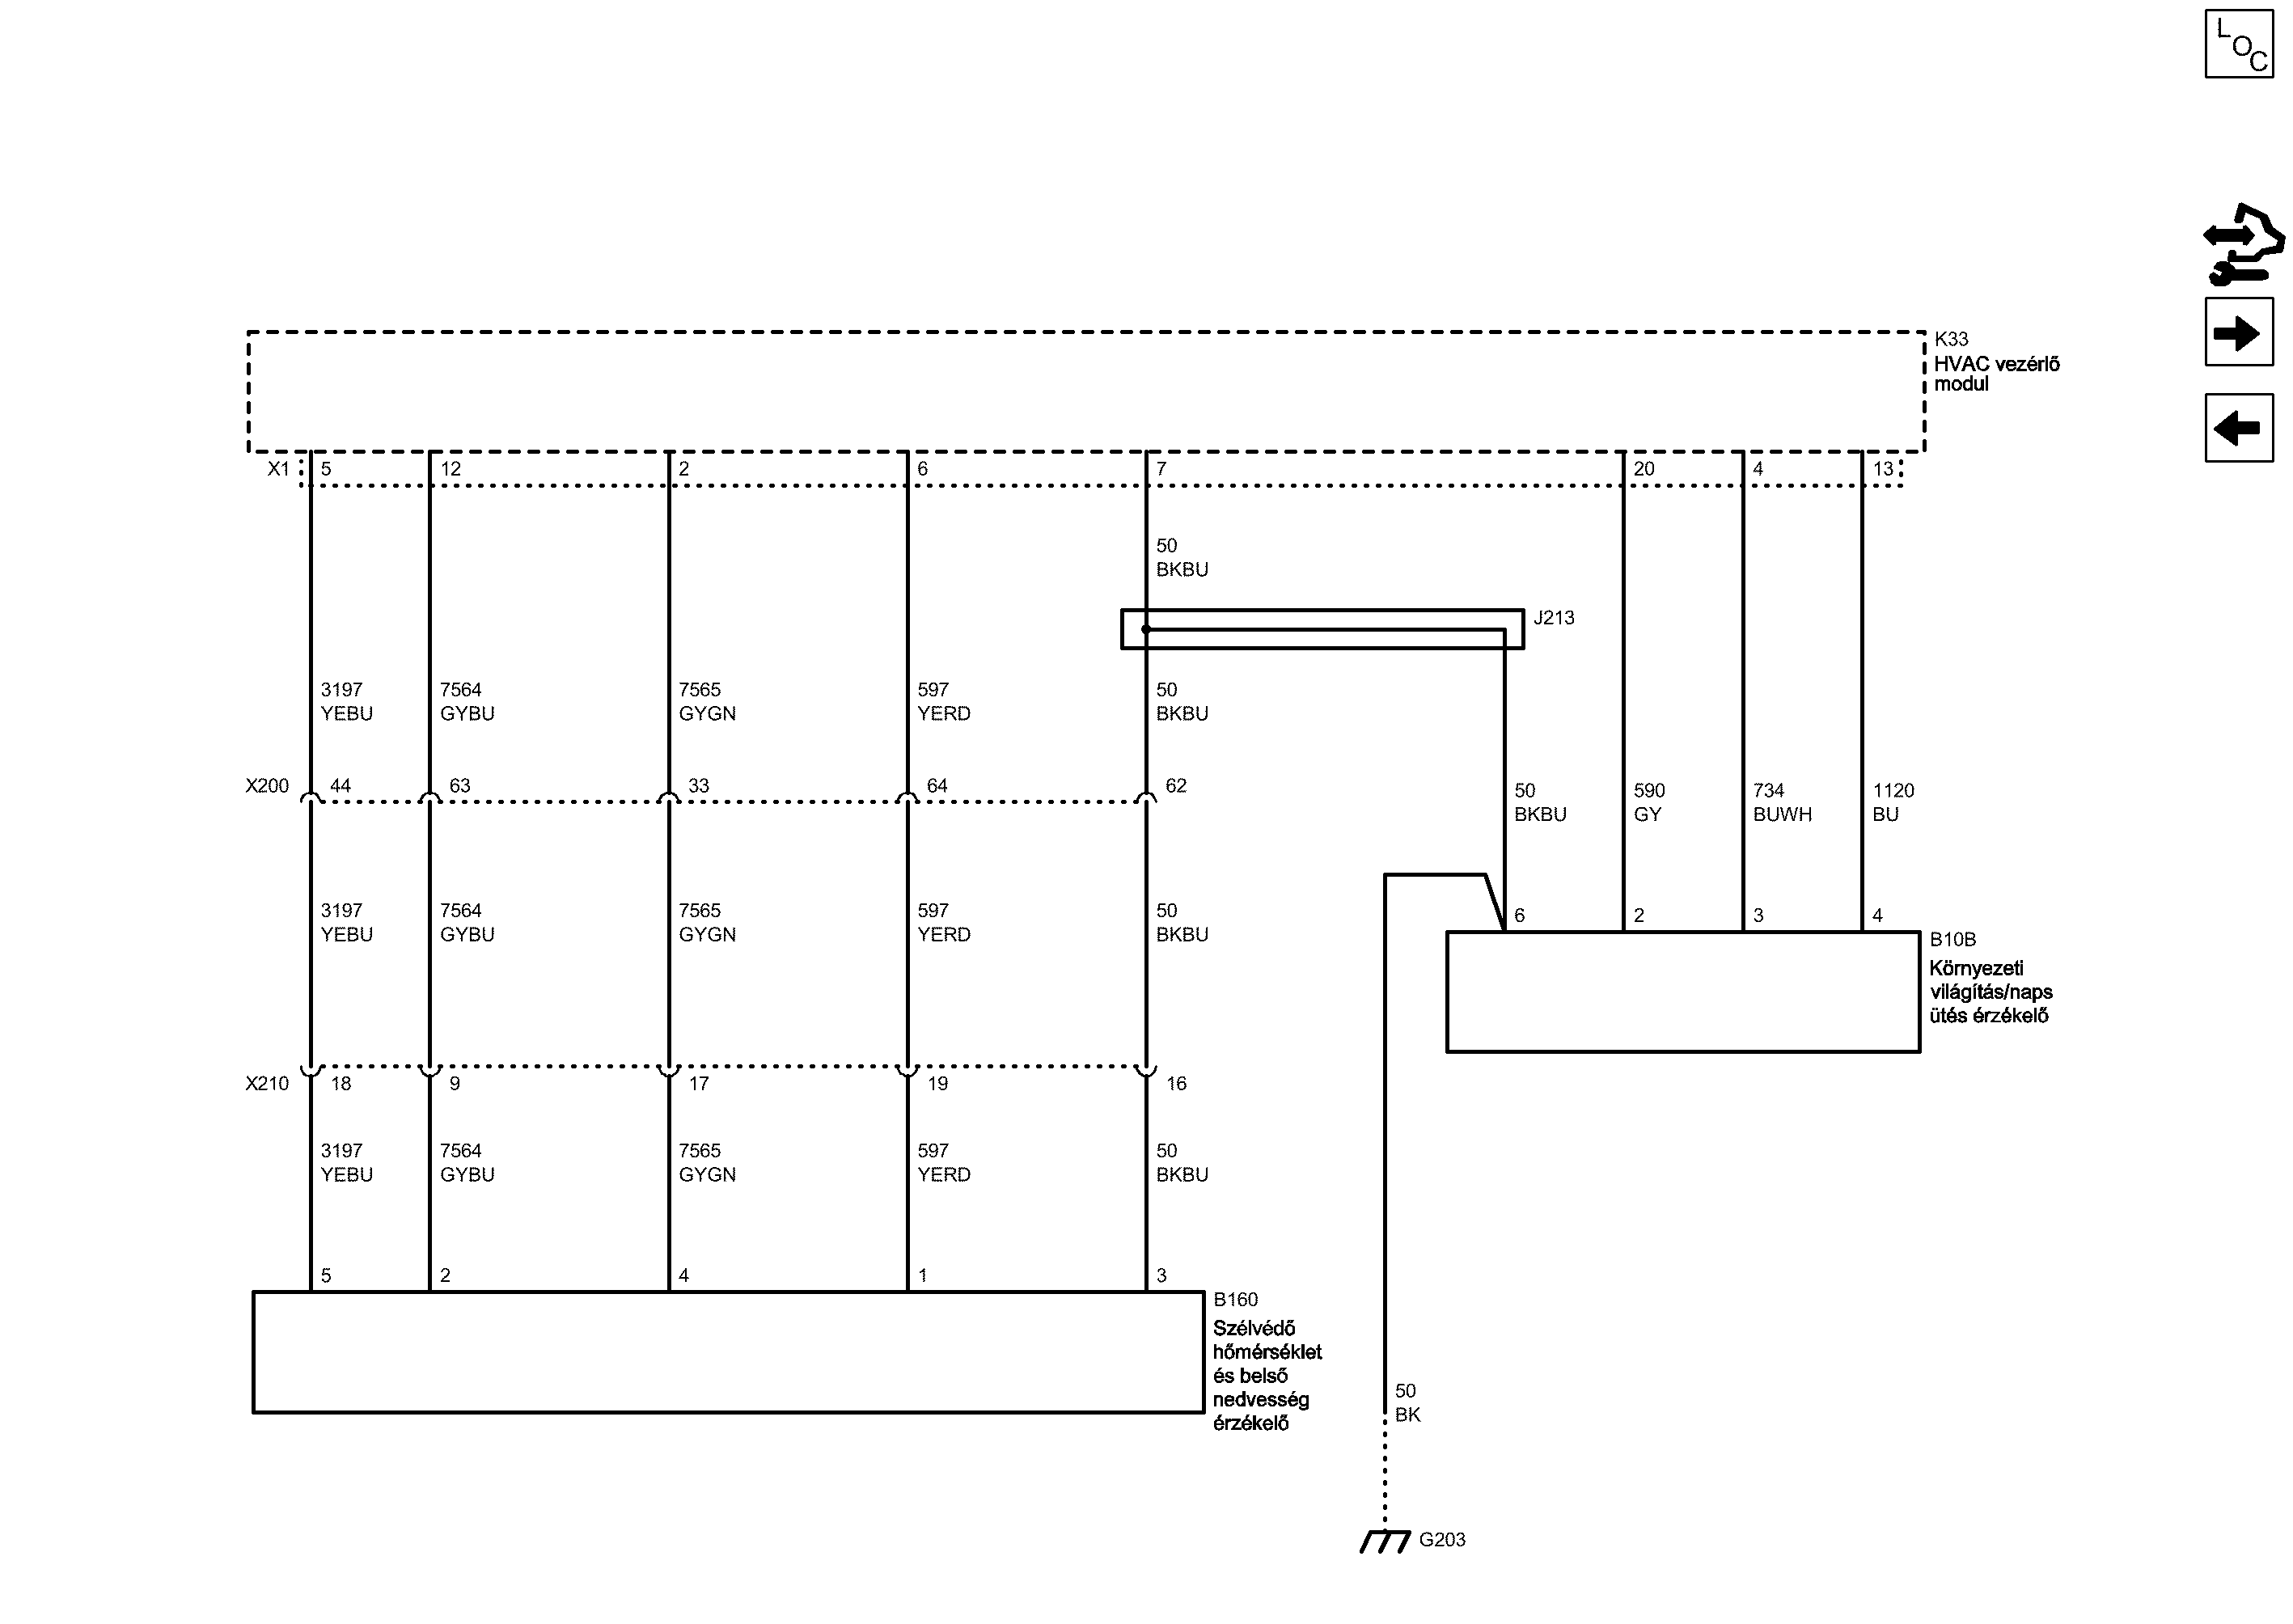 LOC
K33
HVAC vezérlő
modul
X1 5 12 2 6 7 20 4 13
50
BKBU
J213
3197 7564 7565 597 50
YEBU GYBU GYGN YERD BKBU
X200 44 63 33 64 62
50 590 734 1120
BKBU GY BUWH BU
3197 7564 7565 597 50
YEBU GYBU GYGN YERD BKBU
6 2 3 4
B10B
Környezeti
világítás/naps
ütés érzékelő
X210 18 9 17 19 16
3197 7564 7565 597 50
YEBU GYBU GYGN YERD BKBU
5 2 4 1 3
B160
Szélvédő
hőmérséklet
és belső
nedvesség
érzékelő
50
BK
G203